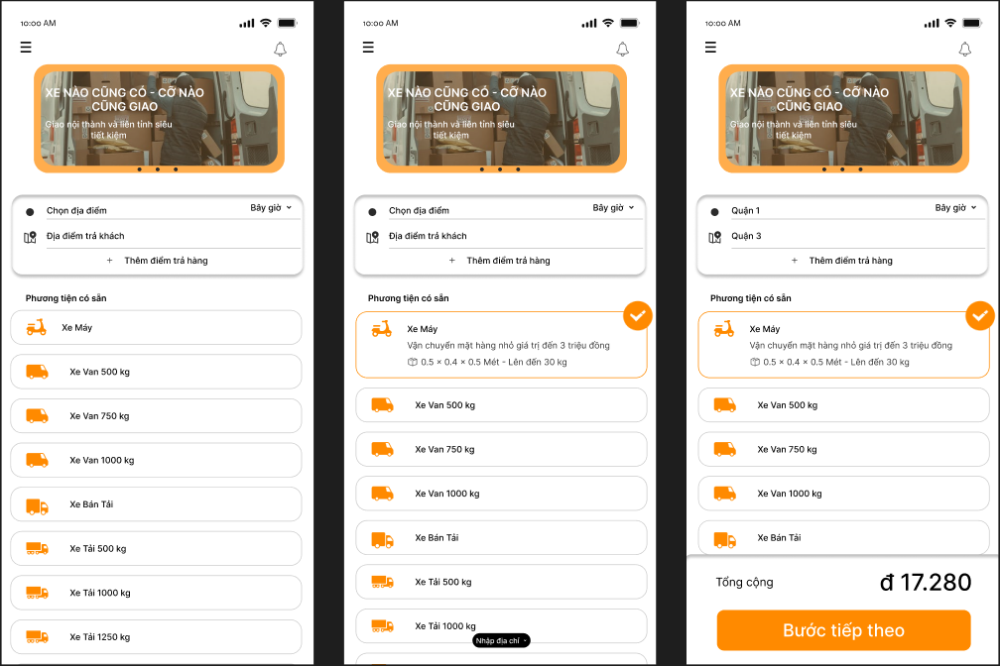 10:00 AM
XE NÀO CŨNG CÓ - CỠ NÀO
CŨNG GIAO
Giao nội thành và liên tỉnh siêu
tiết kiệm
Chọn địa điểm
Bây giờ
Địa điểm trả khách
+ Thêm điểm trả hàng
Phương tiện có sẵn
Xe Máy
Xe Van 500 kg
Xe Van 750 kg
Xe Van 1000 kg
Xe Bán Tải
Xe Tải 500 kg
Xe Tải 1000 kg
Xe Tải 1250 kg
10:00 AM
XE NÀO CŨNG CÓ - CỠ NÀO
CŨNG GIAO
Giao nội thành và liên tỉnh siêu
tiết kiệm
Chọn địa điểm
Bây giờ
Địa điểm trả khách
+ Thêm điểm trả hàng
Phương tiện có sẵn
Xe Máy
Vận chuyển mặt hàng nhỏ giá trị đến 3 triệu đồng
0.5 × 0.4 × 0.5 Mét - Lên đến 30 kg
Xe Van 500 kg
Xe Van 750 kg
Xe Van 1000 kg
Xe Bán Tải
Xe Tải 500 kg
Xe Tải 1000 kg
Nhập địa chỉ
10:00 AM
XE NÀO CŨNG CÓ - CỠ NÀO
CŨNG GIAO
Giao nội thành và liên tỉnh siêu
tiết kiệm
Quận 1
Bây giờ
Quận 3
+ Thêm điểm trả hàng
Phương tiện có sẵn
Xe Máy
Vận chuyển mặt hàng nhỏ giá trị đến 3 triệu đồng
0.5 × 0.4 × 0.5 Mét - Lên đến 30 kg
Xe Van 500 kg
Xe Van 750 kg
Xe Van 1000 kg
Xe Bán Tải
Tổng cộng
đ 17.280
Bước tiếp theo